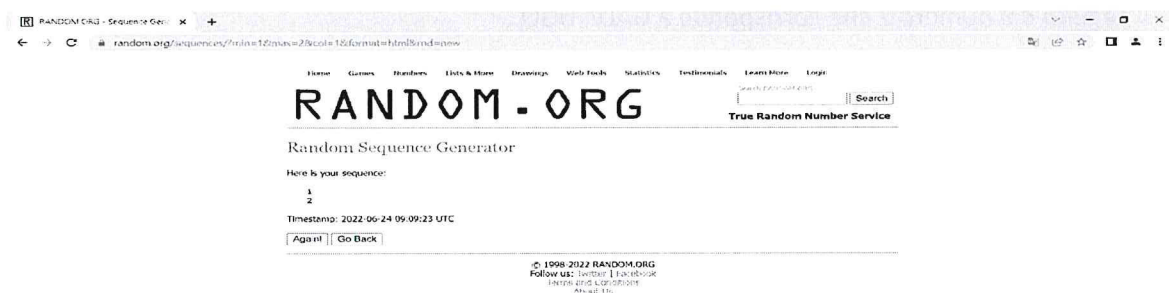 RANDOM.ORG - Sequence Gen
random.org/sequences/?min=1&max=2&col=1&format=html&rnd=new
Home Games Numbers Lists & More Drawings Web Tools Statistics Testimonials Learn More Login
RANDOM.ORG
Search
True Random Number Service
Random Sequence Generator
Here is your sequence:
1
2
Timestamp: 2022-06-24 09:09:23 UTC
Again! Go Back
© 1998-2022 RANDOM.ORG
Follow us: Twitter | Facebook
Terms and Conditions
About Us